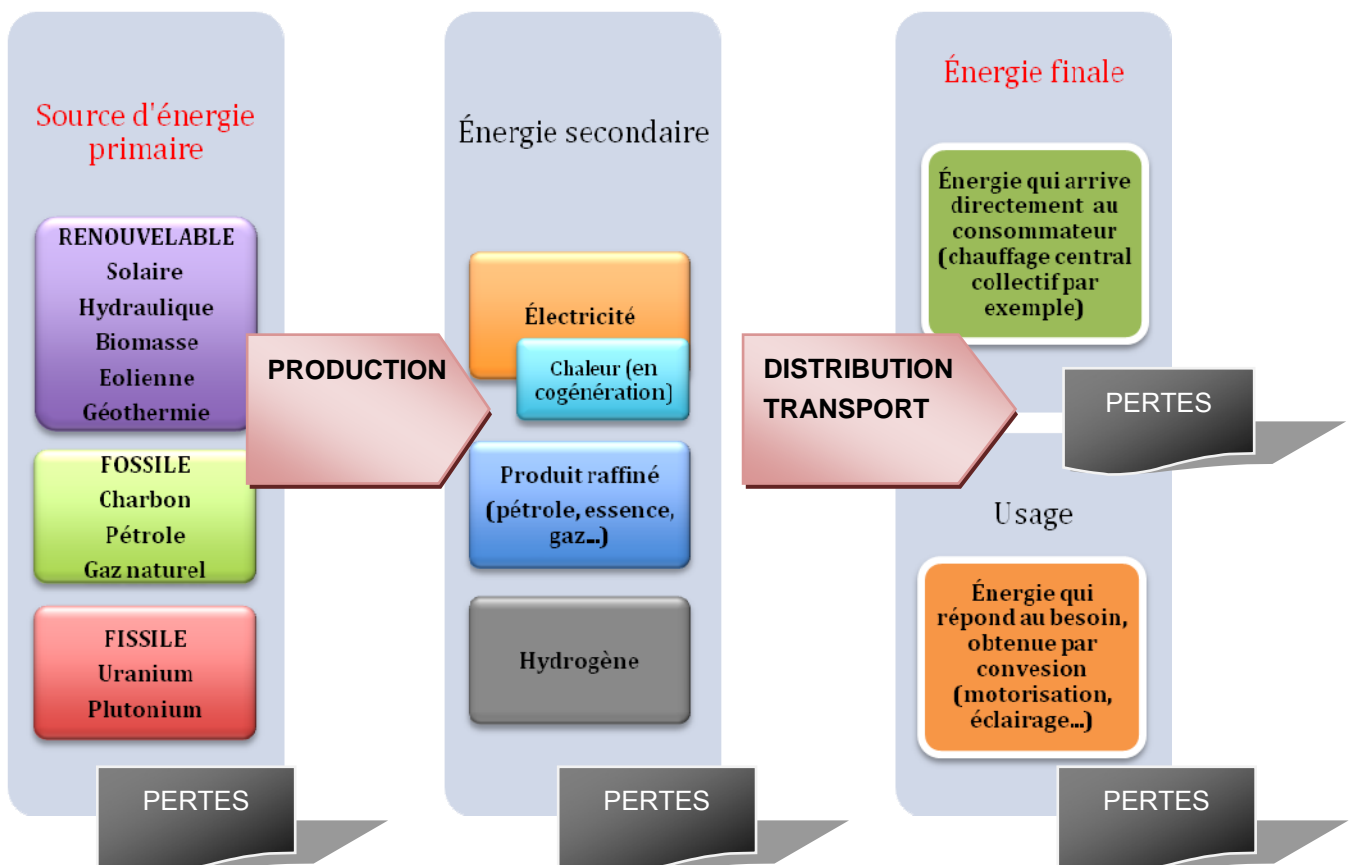 Source d'énergie
primaire
RENOUVELABLE
Solaire
Hydraulique
Biomasse
Eolienne
Géothermie
FOSSILE
Charbon
Pétrole
Gaz naturel
FISSILE
Uranium
Plutonium
PERTES
PRODUCTION
Énergie secondaire
Électricité
Chaleur (en
cogénération)
Produit raffiné
(pétrole, essence,
gaz...)
Hydrogène
PERTES
DISTRIBUTION
TRANSPORT
Énergie finale
Énergie qui arrive
directement au
consommateur
(chauffage central
collectif par
exemple)
PERTES
Usage
Énergie qui
répond au besoin,
obtenue par
convesion
(motorisation,
éclairage...)
PERTES